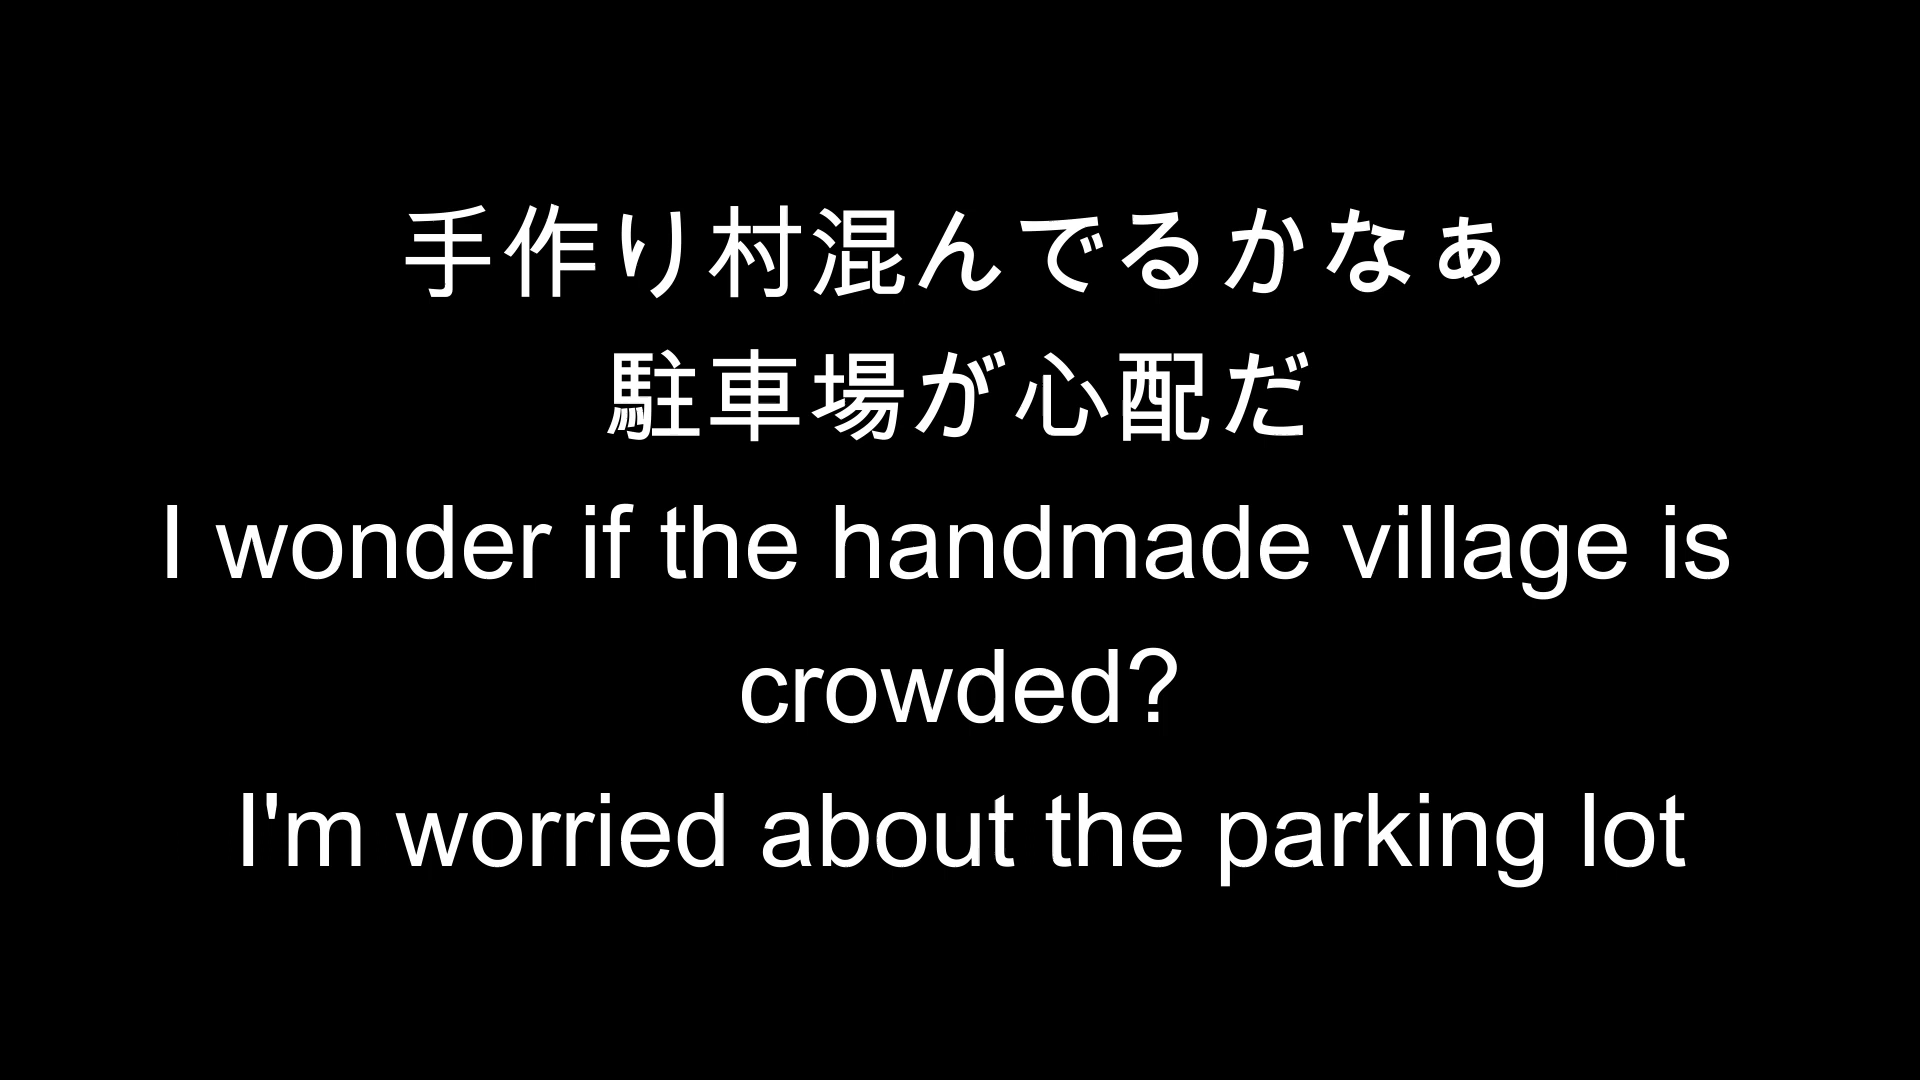 手作り村混んでるかなぁ
駐車場が心配だ
I wonder if the handmade village is
crowded?
I'm worried about the parking lot